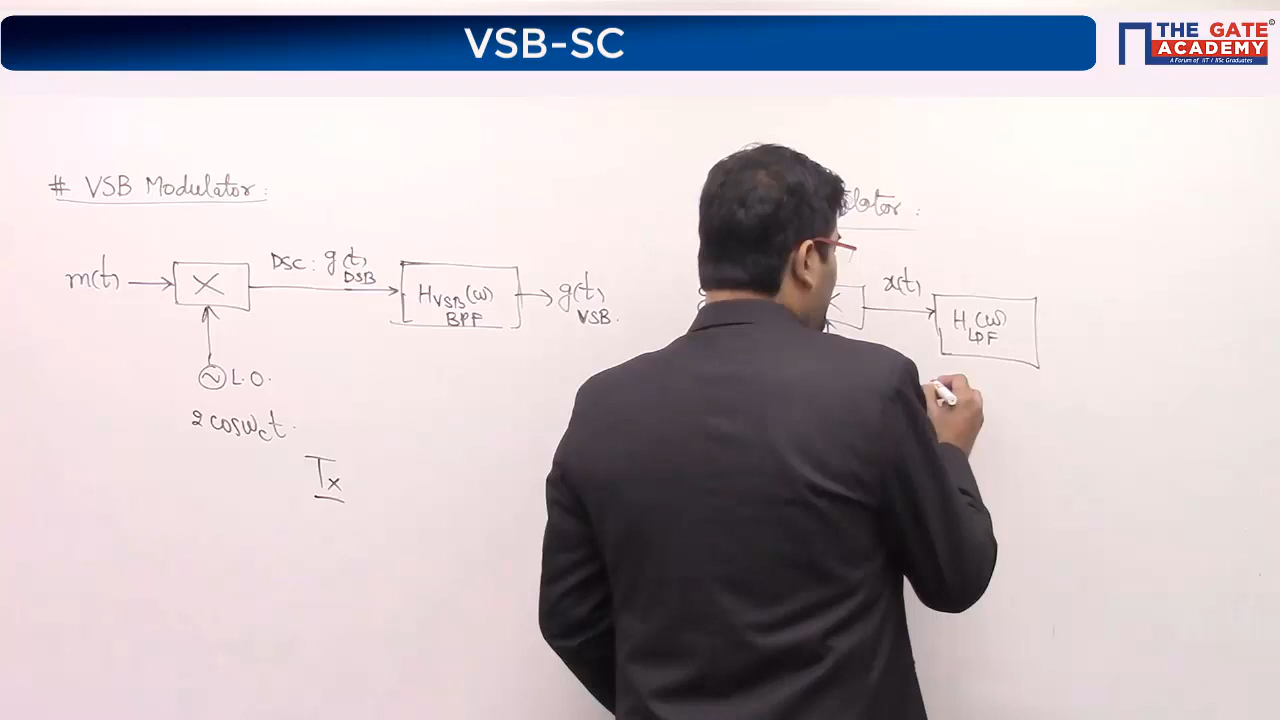 VSB-SC
THE GATE ACADEMY
A Forum of IIT / IISc Graduates
# VSB Modulator:
m(t)
X
DSC: g(t)DSB
HVSB(ω)
BPF
g(t)VSB.
~ L.O.
2 cosωct.
Tx
x(t)
H(ω)
LPF